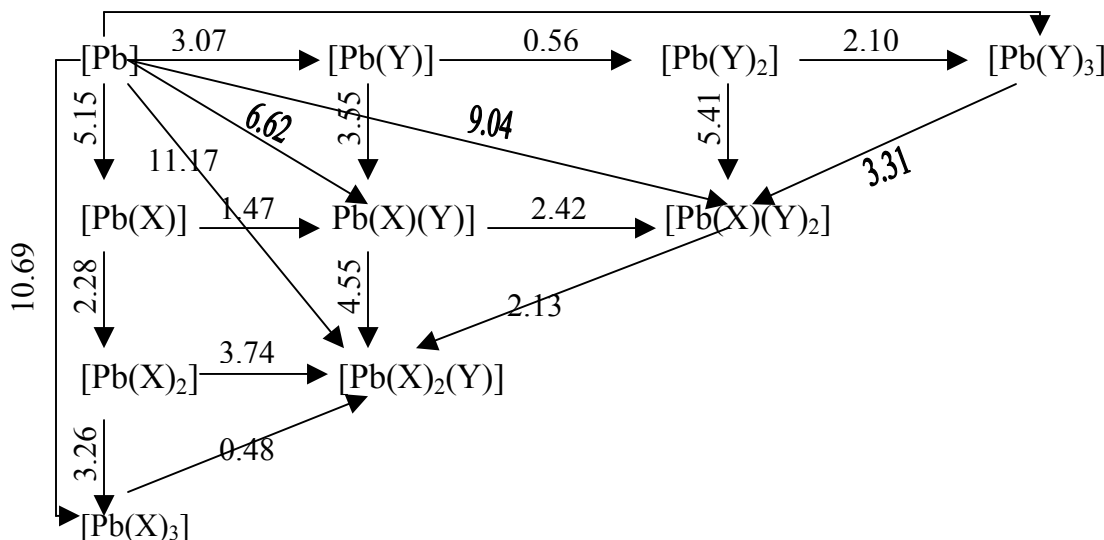 3.07 0.56 2.10
[Pb] [Pb(Y)] [Pb(Y)₂] [Pb(Y)₃]
5.15 11.17 6.62 3.55 9.04 5.41 3.31
[Pb(X)] 1.47 Pb(X)(Y)] 2.42 [Pb(X)(Y)₂]
10.69 2.28 4.55 2.13
[Pb(X)₂] 3.74 [Pb(X)₂(Y)]
3.26 0.48
[Pb(X)₃]